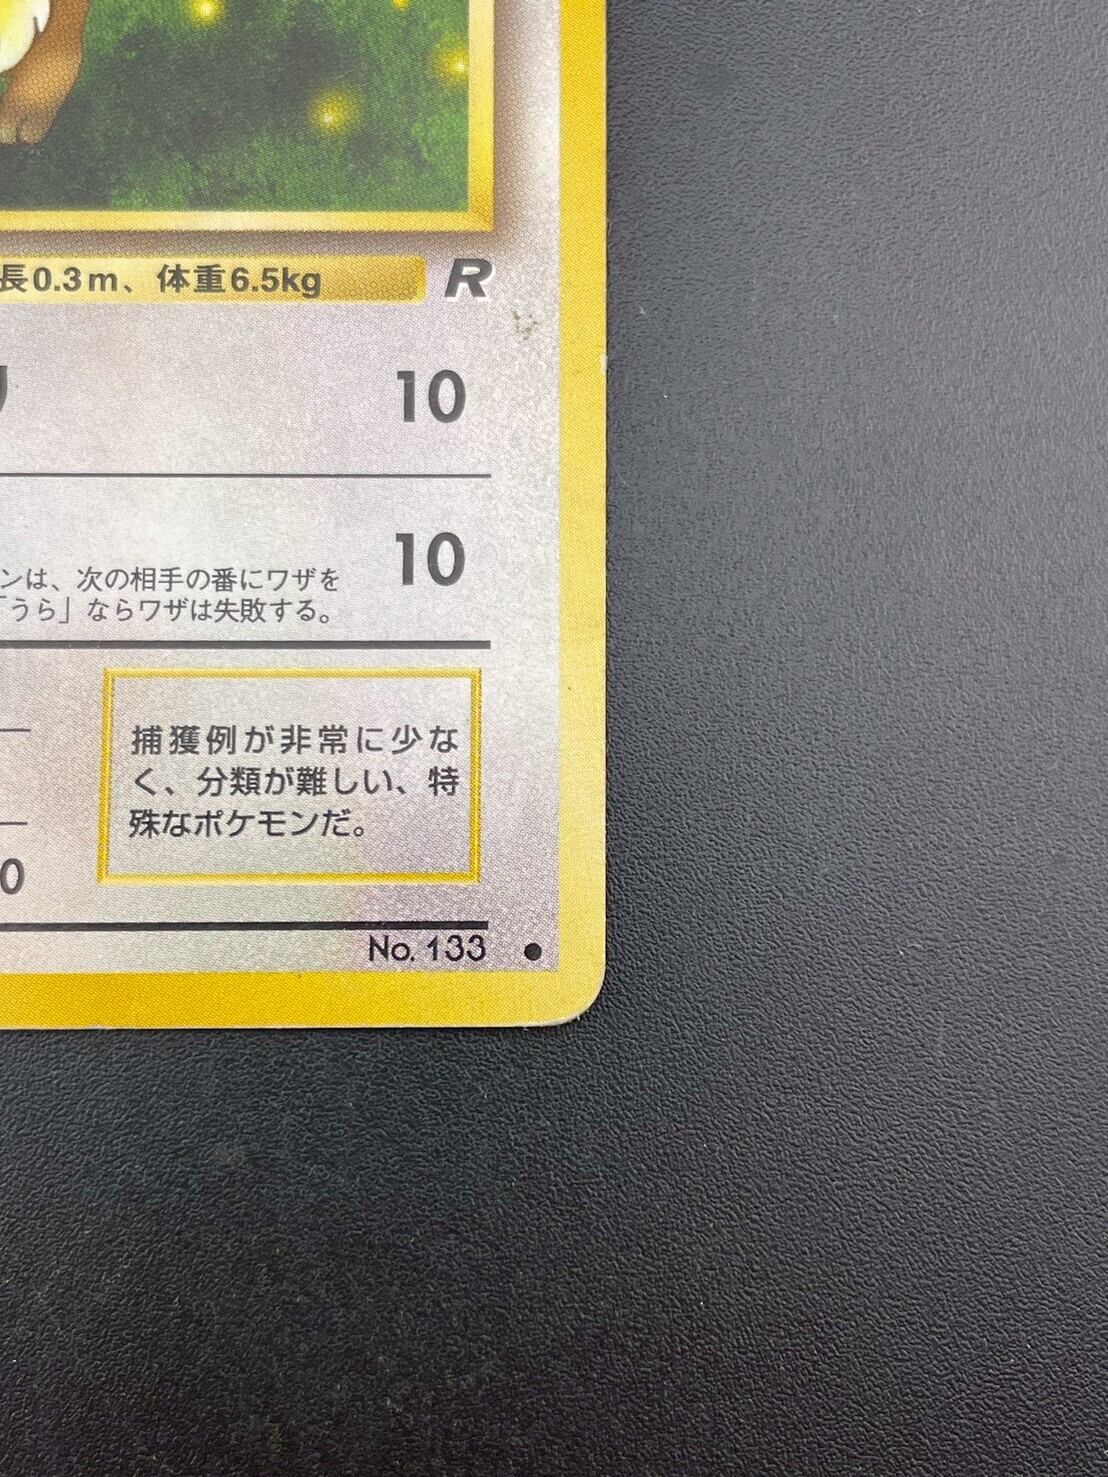 長0.3m、体重6.5kg
R
リ 10
10
ンは、次の相手の番にワザを
「うら」ならワザは失敗する。
捕獲例が非常に少な
く、分類が難しい、特
殊なポケモンだ。
0
No. 133 ●